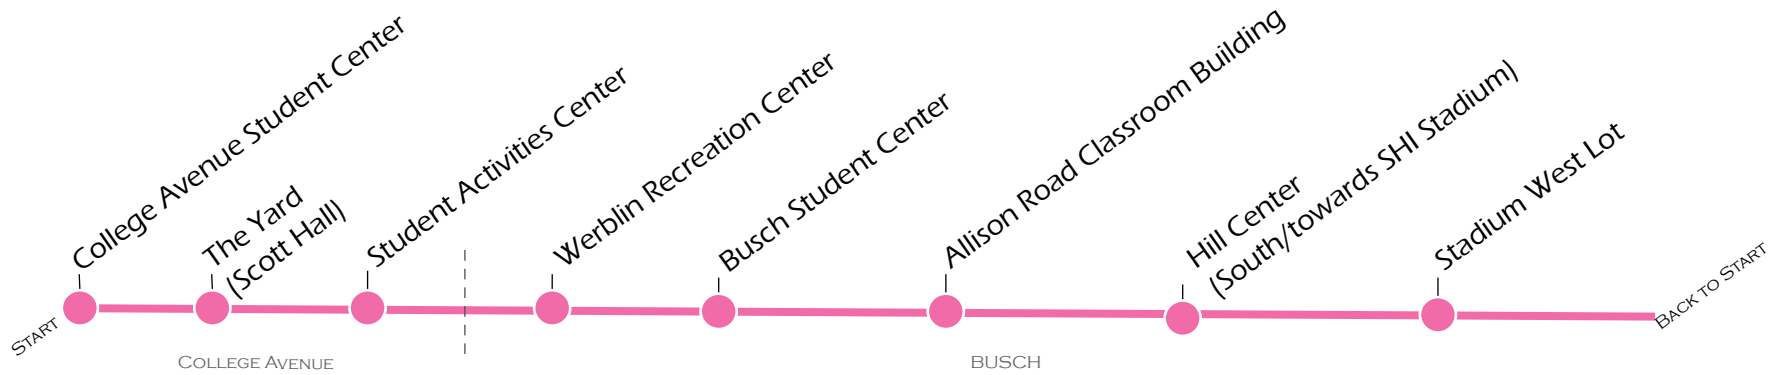 START
College Avenue Student Center
The Yard
(Scott Hall)
Student Activities Center
Werblin Recreation Center
Busch Student Center
Allison Road Classroom Building
Hill Center
(South/towards SHI Stadium)
Stadium West Lot
BACK TO START
COLLEGE AVENUE
BUSCH